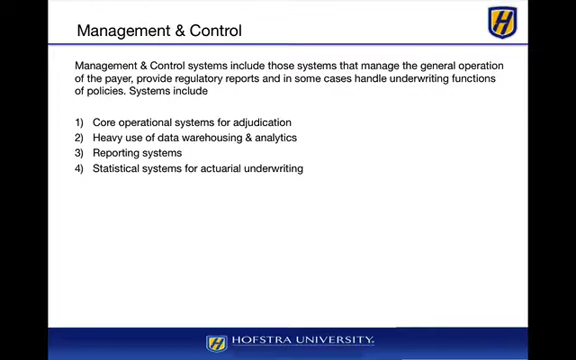 Management & Control
Management & Control systems include those systems that manage the general operation
of the payer, provide regulatory reports and in some cases handle underwriting functions
of policies. Systems include
1) Core operational systems for adjudication
2) Heavy use of data warehousing & analytics
3) Reporting systems
4) Statistical systems for actuarial underwriting
HOFSTRA UNIVERSITY